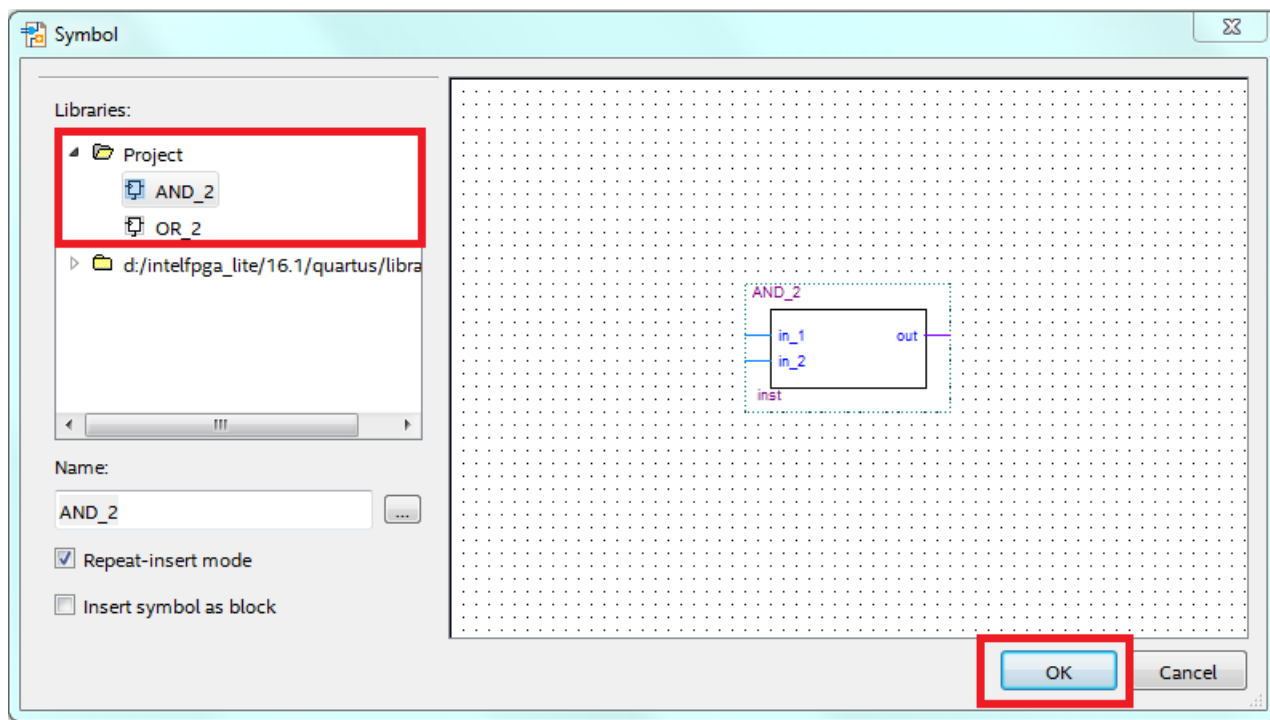 Symbol
Libraries:
Project
AND_2
OR_2
d:/intelfpga_lite/16.1/quartus/libra
Name:
AND_2
...
Repeat-insert mode
Insert symbol as block
AND_2
in_1 out
in_2
inst
OK Cancel